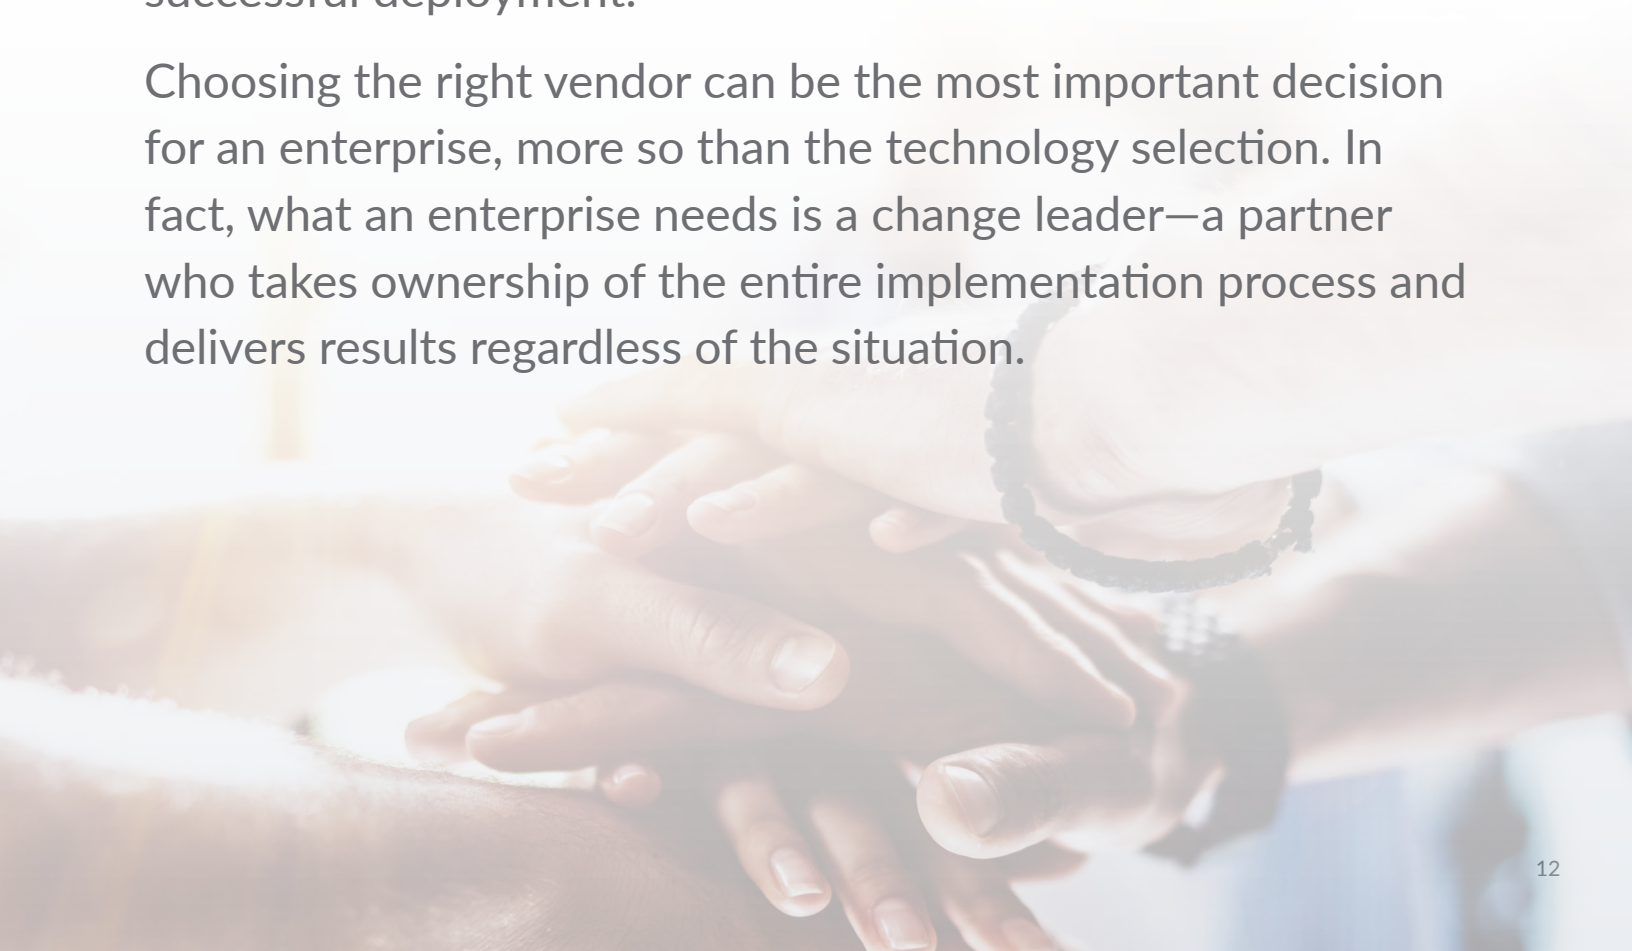 successful deployment.
Choosing the right vendor can be the most important decision
for an enterprise, more so than the technology selection. In
fact, what an enterprise needs is a change leader—a partner
who takes ownership of the entire implementation process and
delivers results regardless of the situation.
12